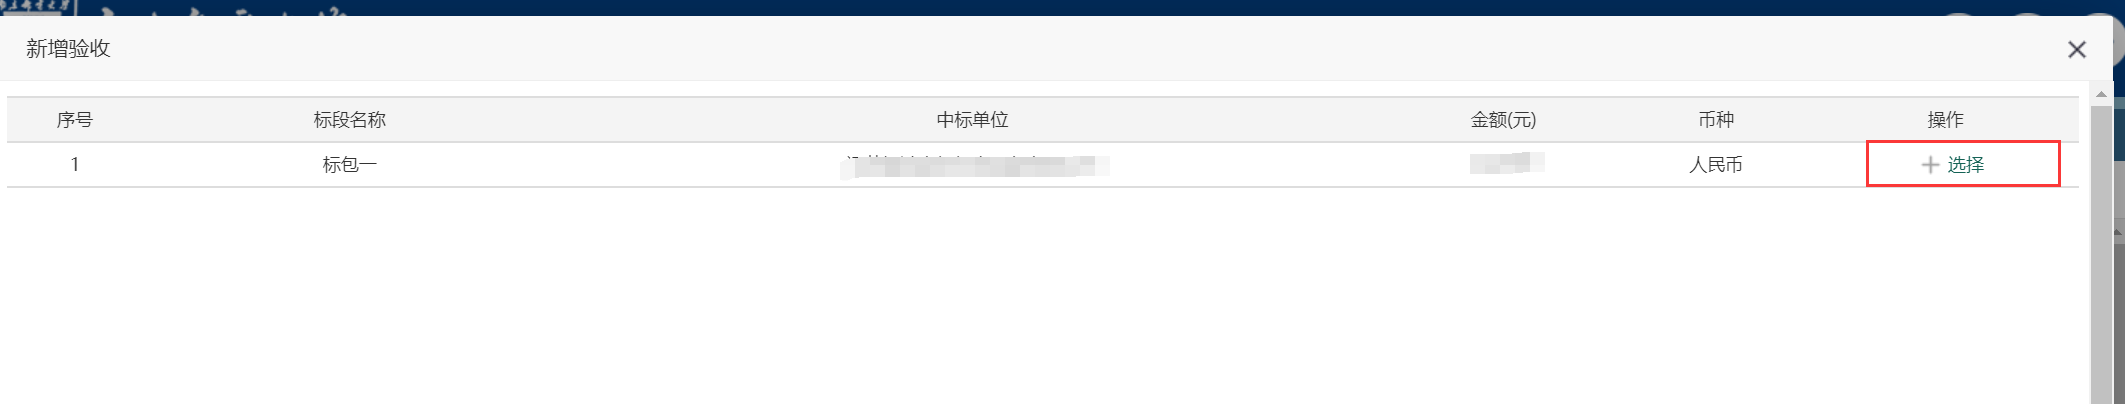 新增验收
序号 标段名称 中标单位 金额(元) 币种 操作
1 标包一 人民币 选择